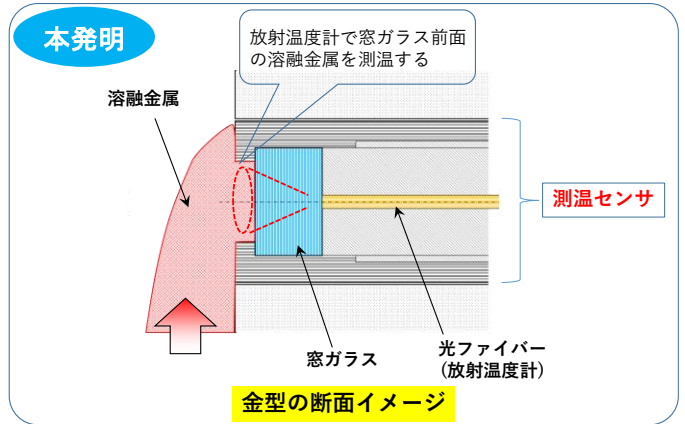 本発明
放射温度計で窓ガラス前面
の溶融金属を測温する
溶融金属
測温センサ
窓ガラス
光ファイバー
(放射温度計)
金型の断面イメージ